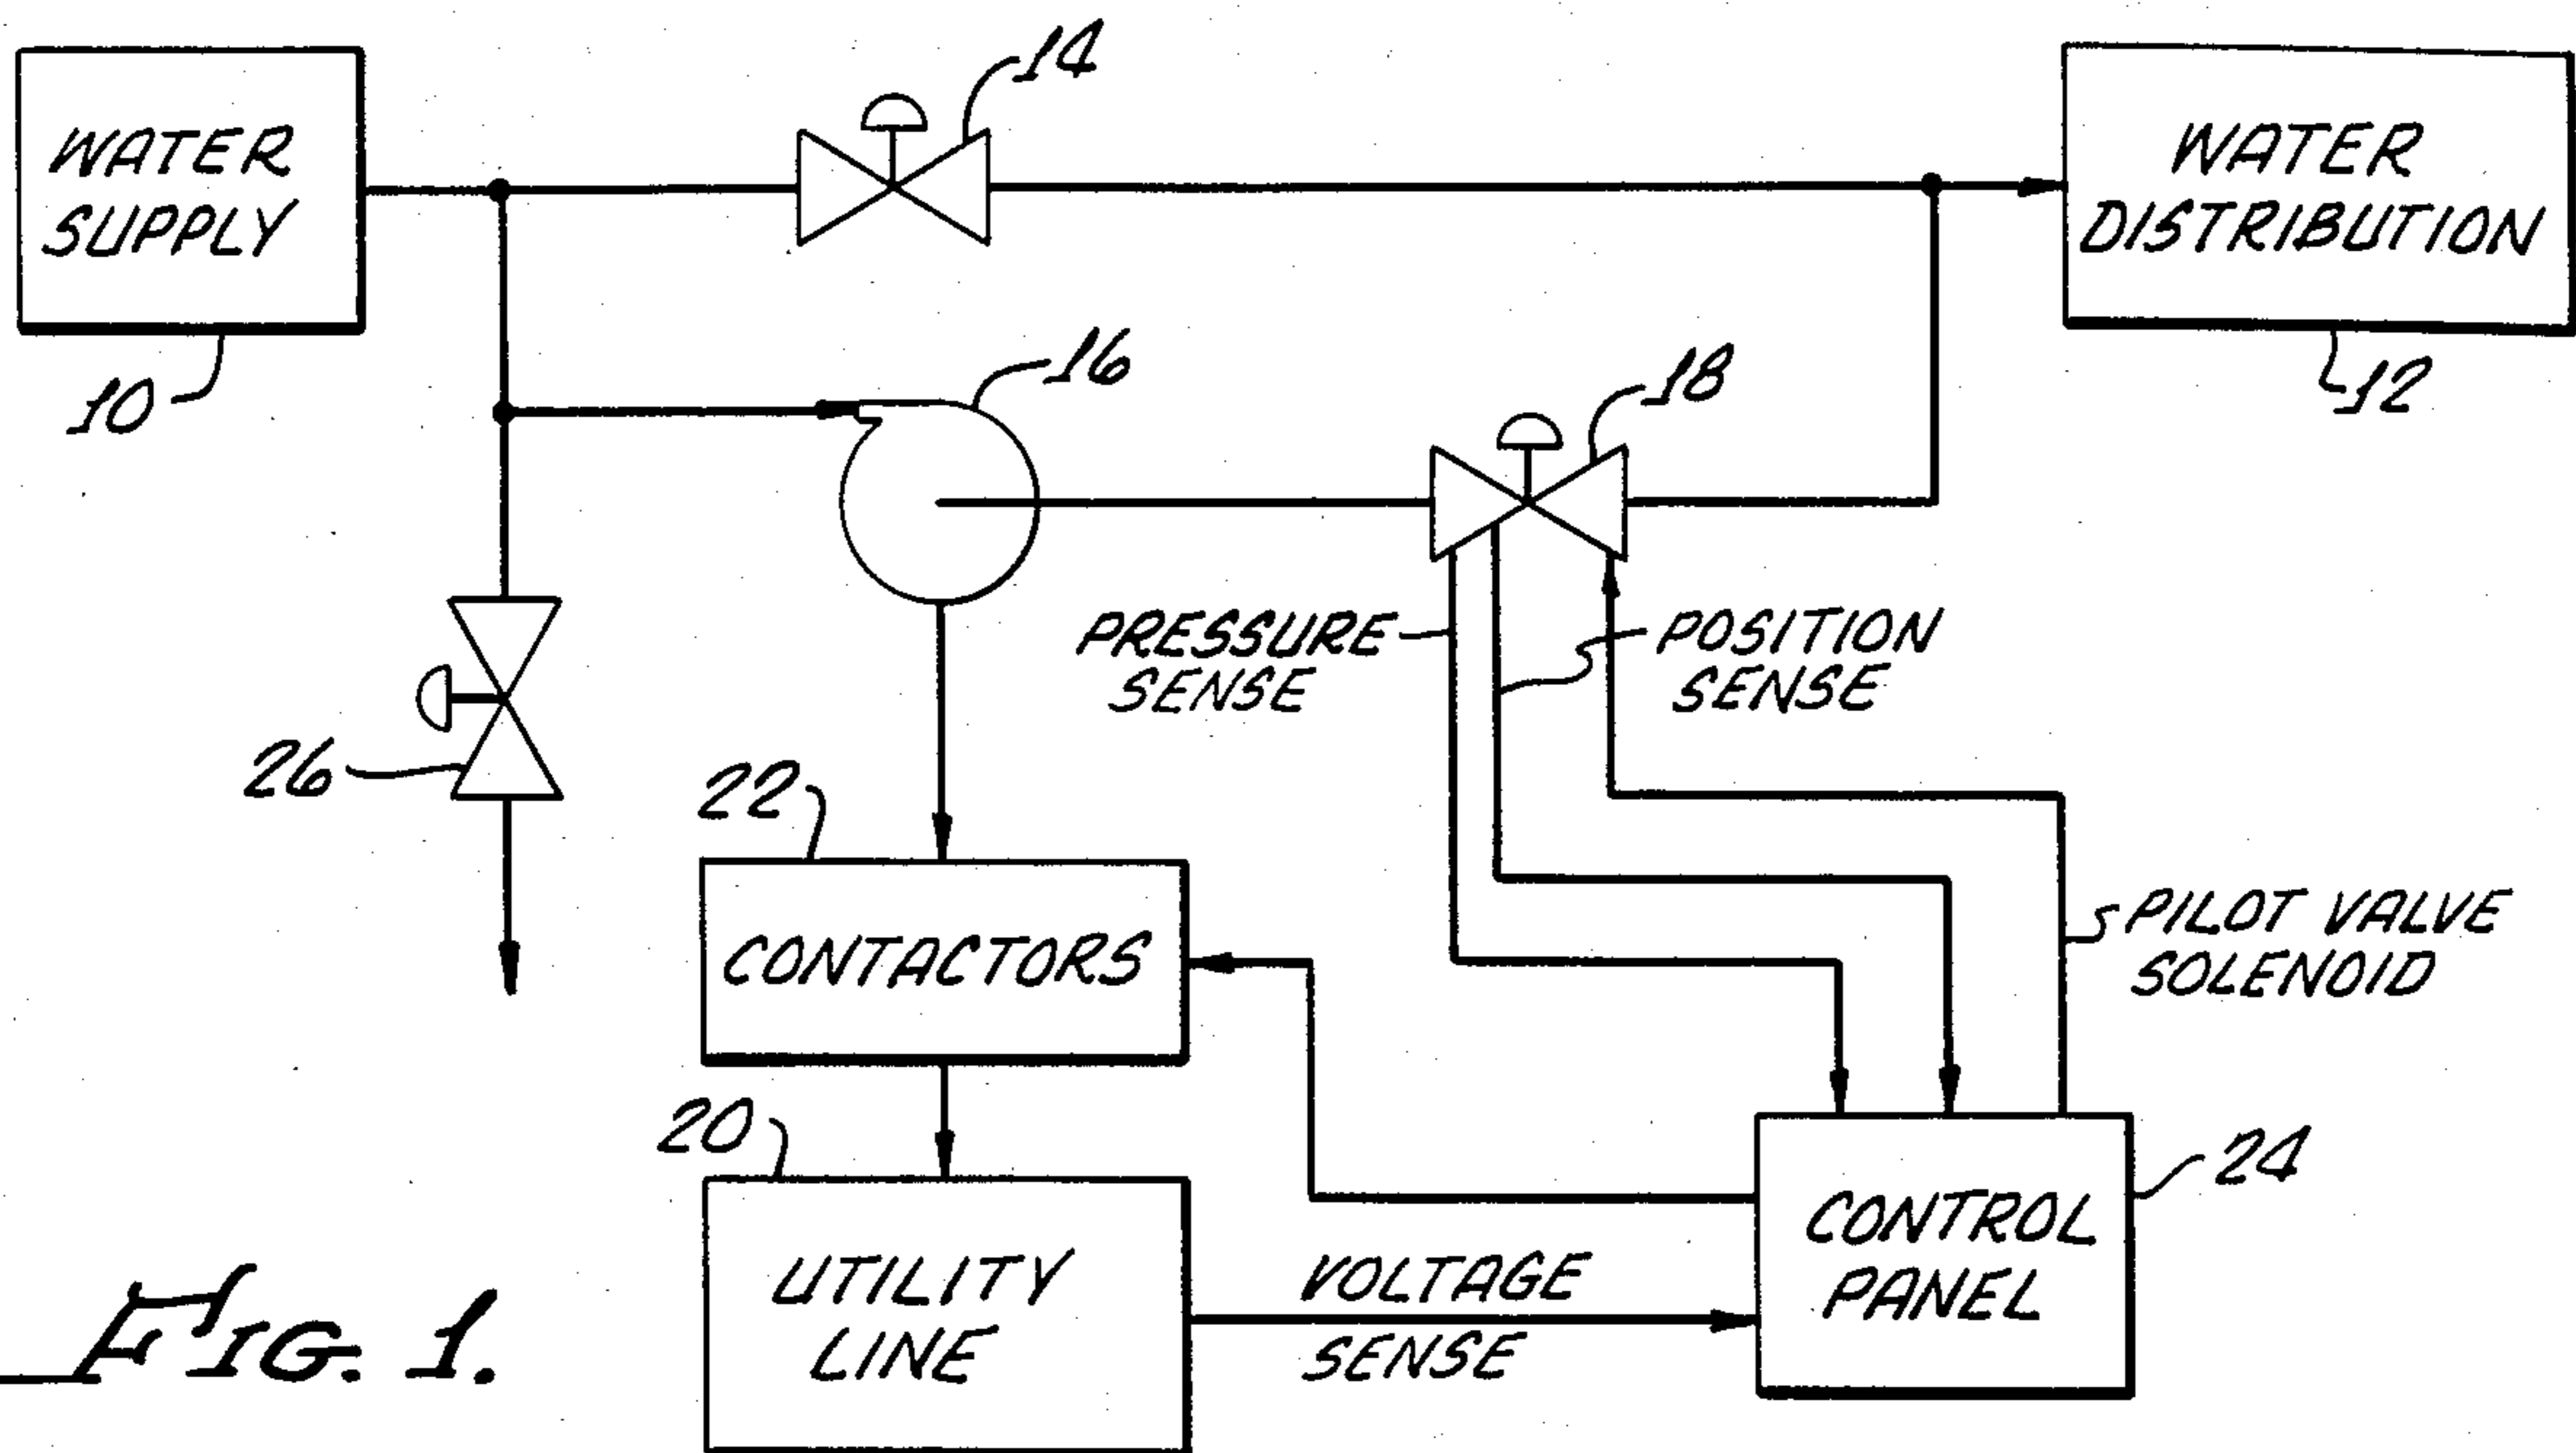 14
WATER
SUPPLY
WATER
DISTRIBUTION
10
16
18
12
PRESSURE
SENSE
POSITION
SENSE
26
22
CONTACTORS
PILOT VALVE
SOLENOID
20
24
UTILITY
LINE
VOLTAGE
SENSE
CONTROL
PANEL
FIG. 1.